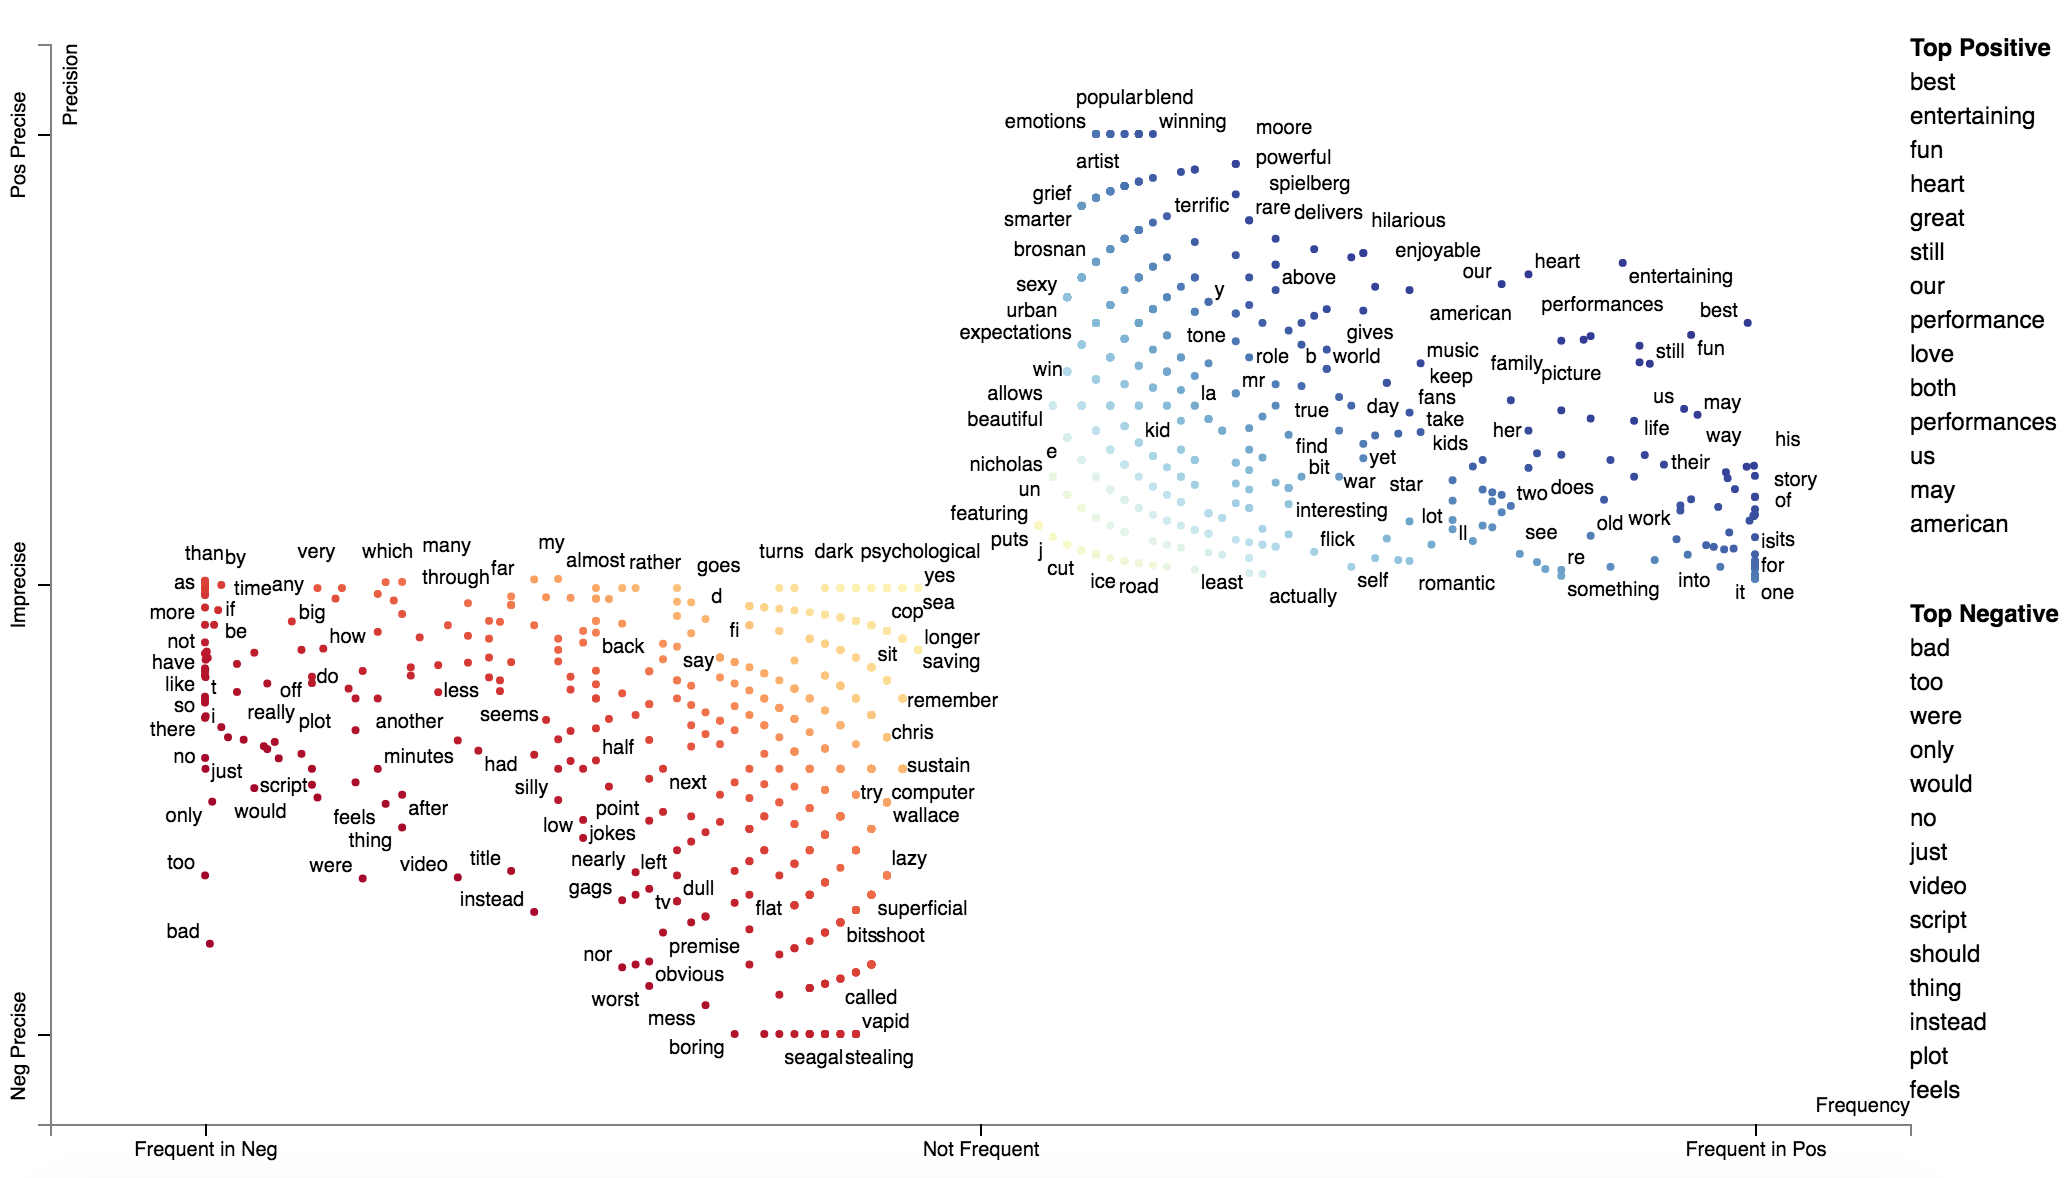 Top Positive
best
entertaining
fun
heart
great
still
our
performance
love
both
performances
us
may
american
Top Negative
bad
too
were
only
would
no
just
video
script
should
thing
instead
plot
feels
Precision
Pos Precise
Imprecise
Neg Precise
Frequency
Frequent in Neg
Not Frequent
Frequent in Pos
popular blend
emotions winning moore
artist powerful
grief spielberg
smarter terrific rare delivers hilarious
brosnan enjoyable
sexy y above our heart entertaining
urban american performances best
expectations tone gives
role b world music still fun
win mr keep family picture
allows la true day fans us may
beautiful kid take
e find kids her life way his
nicholas bit yet their
un war star two does story
featuring interesting lot old work of
puts j flick ll see is its
cut ice road least self romantic re something into for
actually it one
than by very which many my almost rather goes turns dark psychological
as time any through far d yes
more if big cop sea
not be how back fi longer
have say sit saving
like t off do less remember
so i really plot another seems chris
there half
no just minutes had sustain
script silly next try computer
only would feels after point wallace
thing low jokes
too were video title nearly left lazy
instead gags tv dull flat superficial
bad nor premise bits shoot
worst obvious called
mess vapid
boring seagal stealing